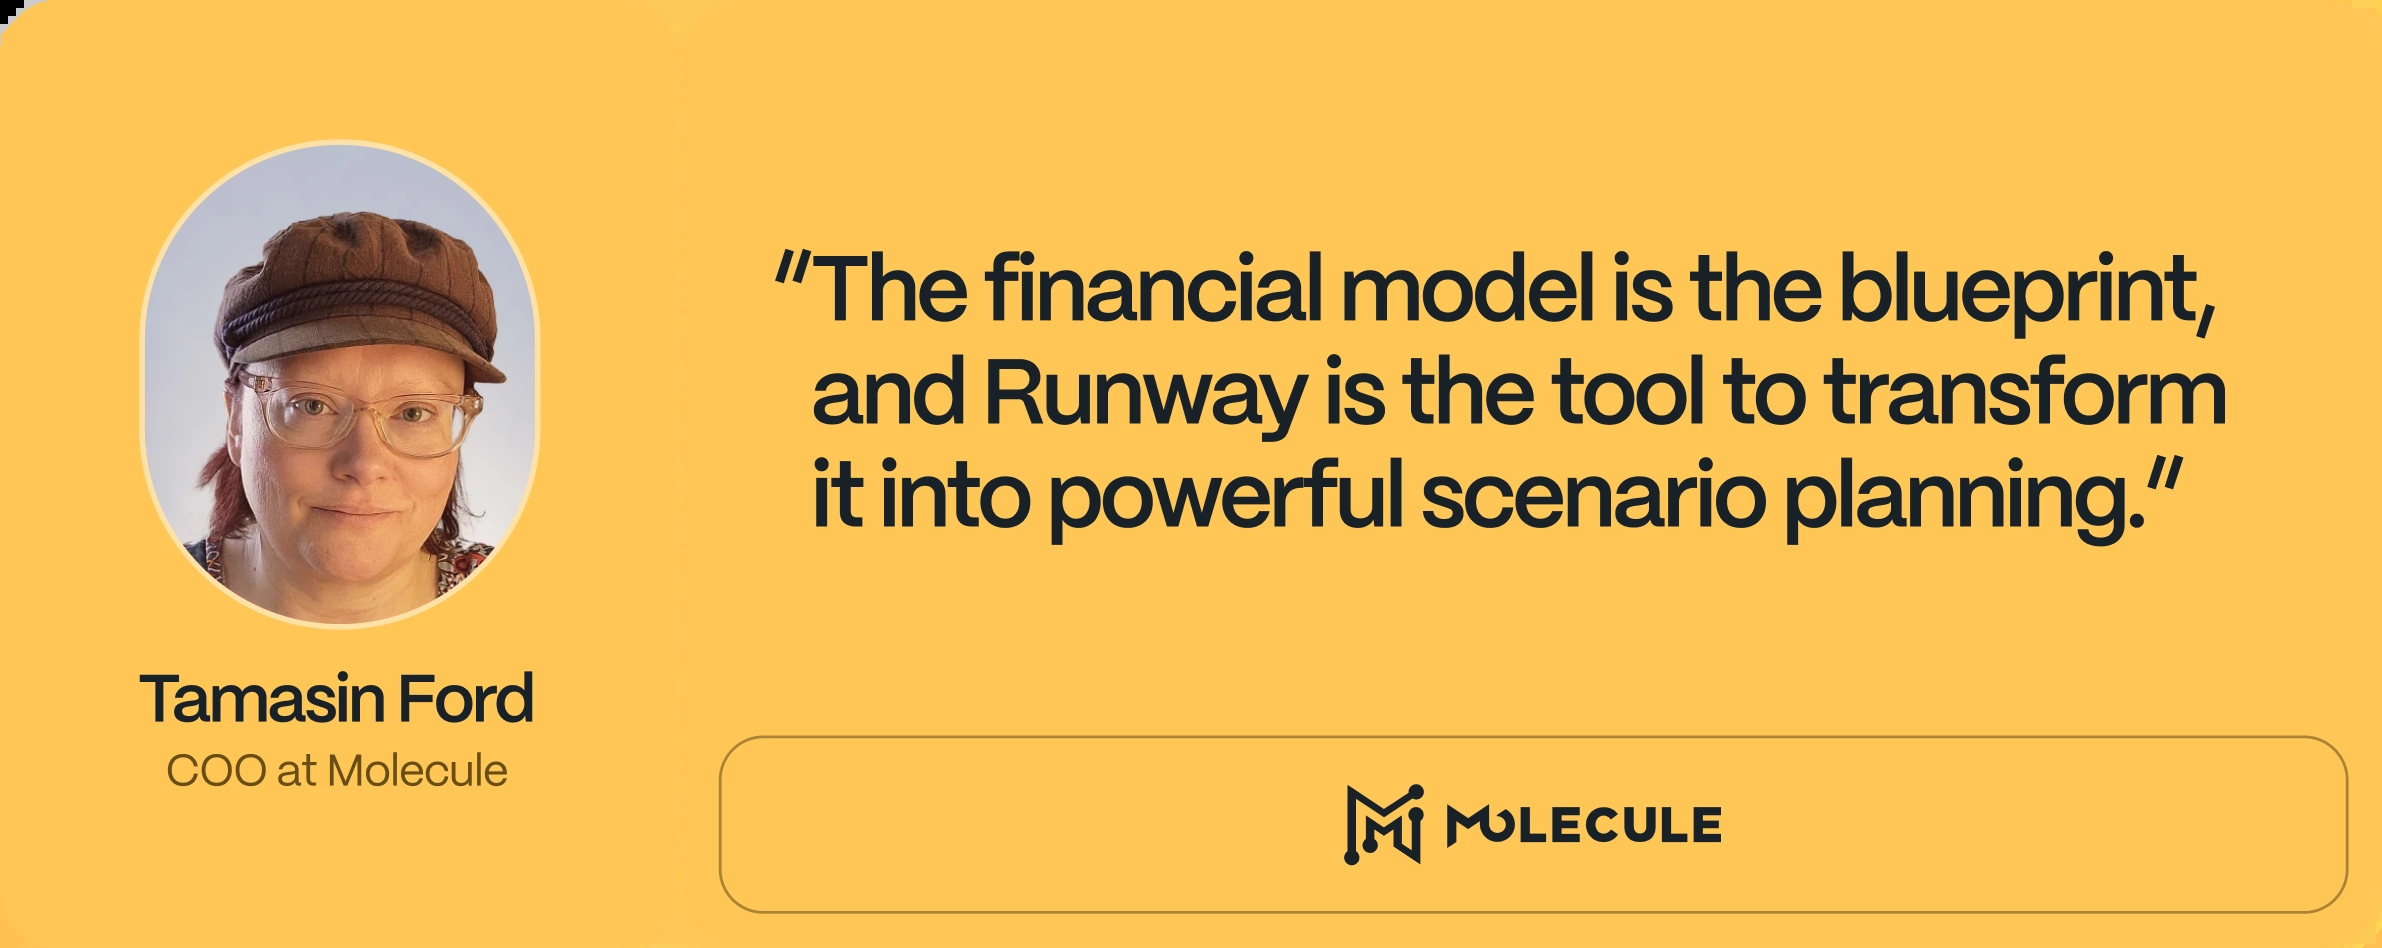 "The financial model is the blueprint,
and Runway is the tool to transform
it into powerful scenario planning."
Tamasin Ford
COO at Molecule
MOLECULE